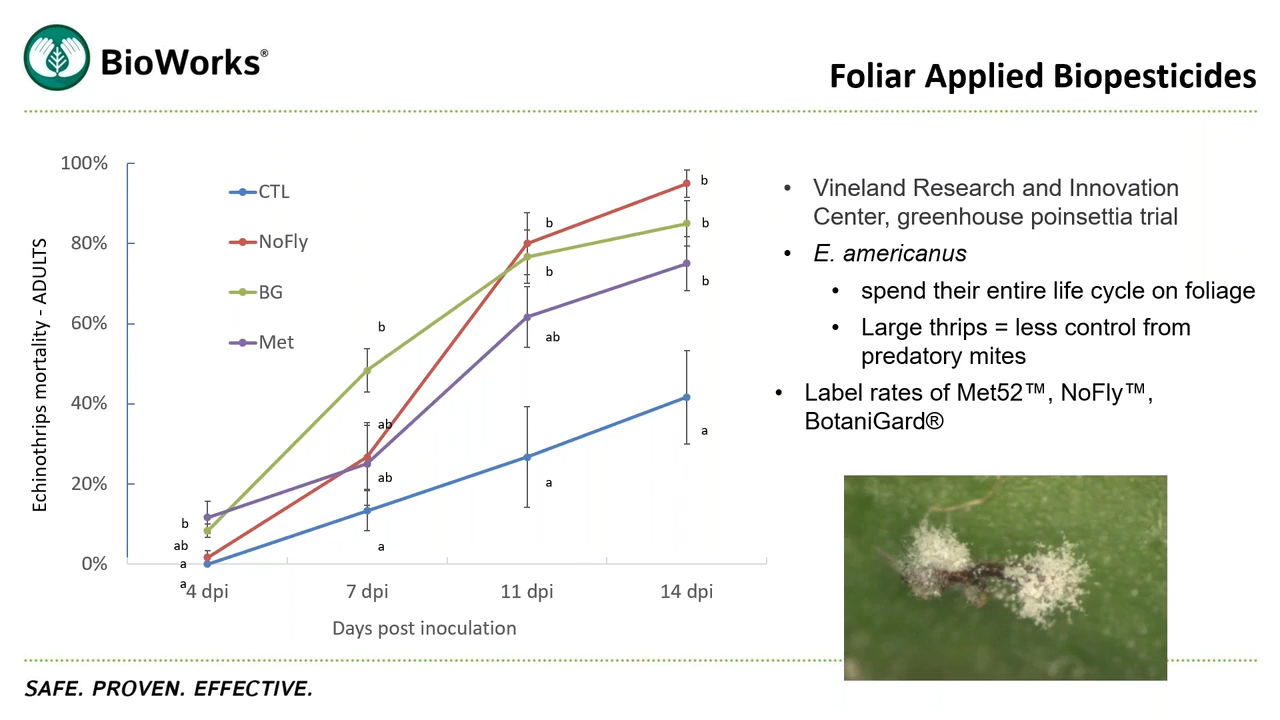 BioWorks®
Foliar Applied Biopesticides
100%
80%
60%
40%
20%
0%
Echinothrips mortality - ADULTS
CTL
NoFly
BG
Met
b
ab
a
a
b
ab
ab
a
b
b
ab
a
b
b
b
a
4 dpi
7 dpi
11 dpi
14 dpi
Days post inoculation
• Vineland Research and Innovation
Center, greenhouse poinsettia trial
• E. americanus
• spend their entire life cycle on foliage
• Large thrips = less control from
predatory mites
• Label rates of Met52™, NoFly™,
BotaniGard®
SAFE. PROVEN. EFFECTIVE.